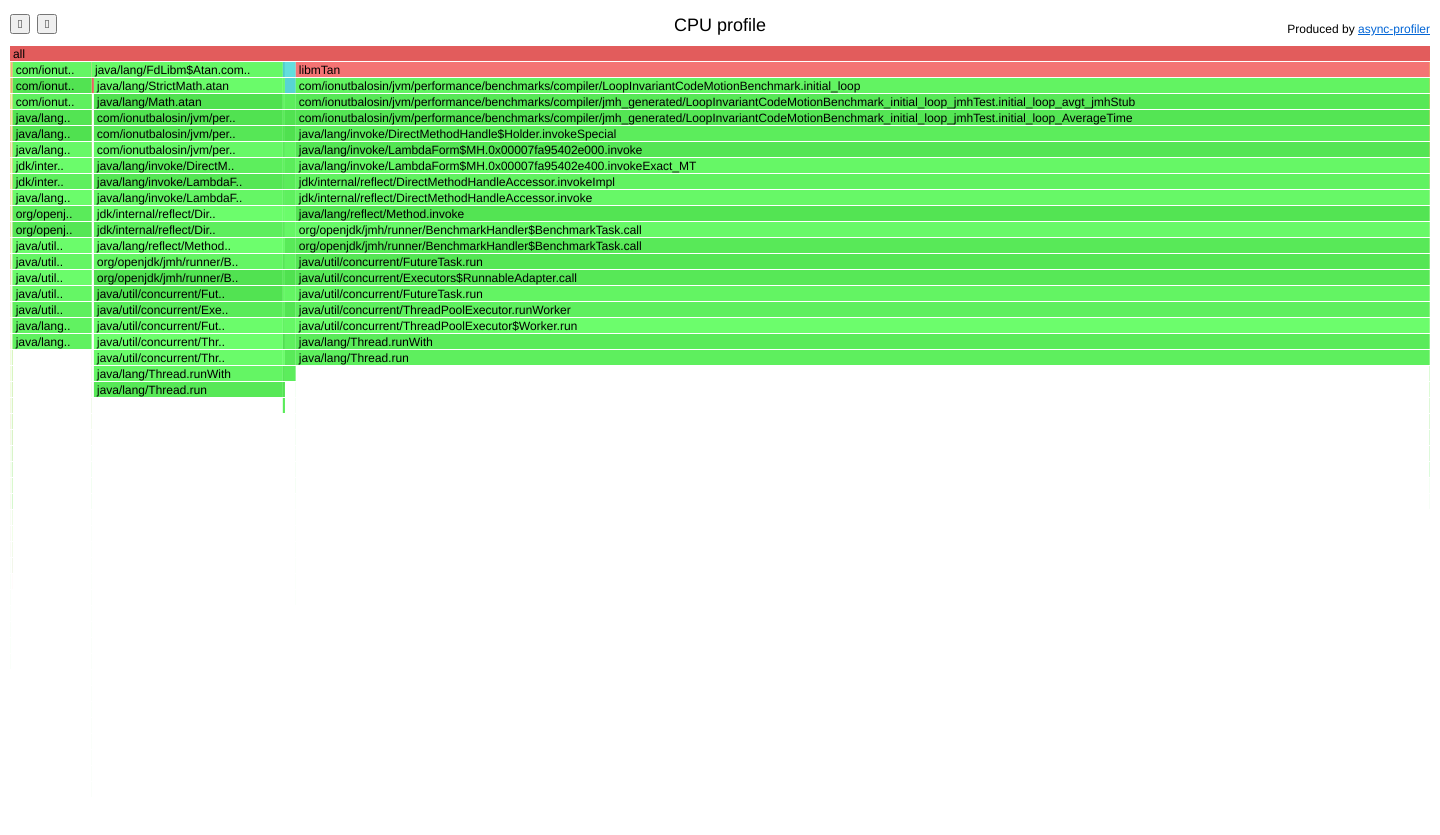 CPU profile
Produced by async-profiler
all
com/ionut.. java/lang/FdLibm$Atan.com.. libmTan
com/ionut.. java/lang/StrictMath.atan com/ionutbalosin/jvm/performance/benchmarks/compiler/LoopInvariantCodeMotionBenchmark.initial_loop
com/ionut.. java/lang/Math.atan com/ionutbalosin/jvm/performance/benchmarks/compiler/jmh_generated/LoopInvariantCodeMotionBenchmark_initial_loop_jmhTest.initial_loop_avgt_jmhStub
java/lang.. com/ionutbalosin/jvm/per.. com/ionutbalosin/jvm/performance/benchmarks/compiler/jmh_generated/LoopInvariantCodeMotionBenchmark_initial_loop_jmhTest.initial_loop_AverageTime
java/lang.. com/ionutbalosin/jvm/per.. java/lang/invoke/DirectMethodHandle$Holder.invokeSpecial
java/lang.. com/ionutbalosin/jvm/per.. java/lang/invoke/LambdaForm$MH.0x00007fa95402e000.invoke
jdk/inter.. java/lang/invoke/DirectM.. java/lang/invoke/LambdaForm$MH.0x00007fa95402e400.invokeExact_MT
jdk/inter.. java/lang/invoke/LambdaF.. jdk/internal/reflect/DirectMethodHandleAccessor.invokeImpl
java/lang.. java/lang/invoke/LambdaF.. jdk/internal/reflect/DirectMethodHandleAccessor.invoke
org/openj.. jdk/internal/reflect/Dir.. java/lang/reflect/Method.invoke
org/openj.. jdk/internal/reflect/Dir.. org/openjdk/jmh/runner/BenchmarkHandler$BenchmarkTask.call
java/util.. java/lang/reflect/Method.. org/openjdk/jmh/runner/BenchmarkHandler$BenchmarkTask.call
java/util.. org/openjdk/jmh/runner/B.. java/util/concurrent/FutureTask.run
java/util.. org/openjdk/jmh/runner/B.. java/util/concurrent/Executors$RunnableAdapter.call
java/util.. java/util/concurrent/Fut.. java/util/concurrent/FutureTask.run
java/util.. java/util/concurrent/Exe.. java/util/concurrent/ThreadPoolExecutor.runWorker
java/lang.. java/util/concurrent/Fut.. java/util/concurrent/ThreadPoolExecutor$Worker.run
java/lang.. java/util/concurrent/Thr.. java/lang/Thread.runWith
java/util/concurrent/Thr.. java/lang/Thread.run
java/lang/Thread.runWith
java/lang/Thread.run